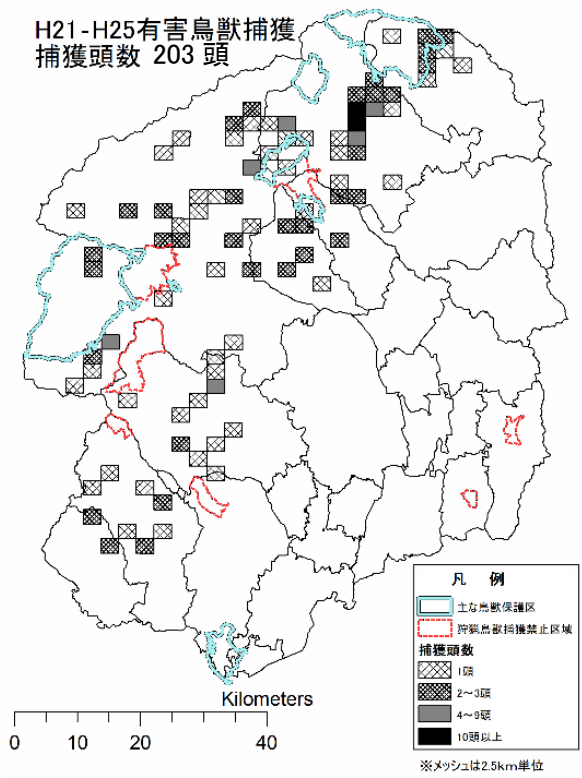 H21-H25有害鳥獣捕獲
捕獲頭数 203 頭
凡 例
主な鳥獣保護区
狩猟鳥獣捕獲禁止区域
捕獲頭数
1頭
2～3頭
4～9頭
10頭以上
Kilometers
0 10 20 40
※メッシュは2.5km単位